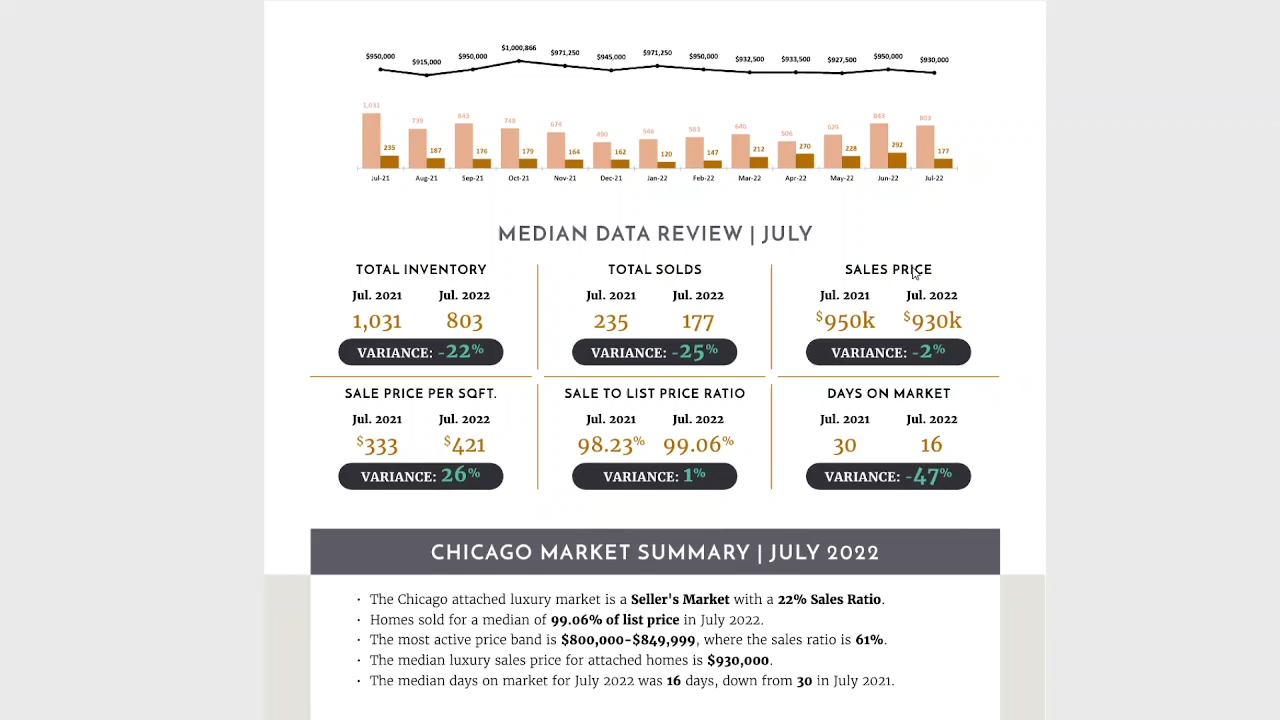 $950,000 $915,000 $950,000 $1,000,866 $971,250 $945,000 $971,250 $950,000 $932,500 $933,500 $927,500 $950,000 $930,000
1,031 739 843 748 674 490 546 583 640 506 629 843 803
235 187 176 179 164 162 120 147 212 270 228 292 177
Jul-21 Aug-21 Sep-21 Oct-21 Nov-21 Dec-21 Jan-22 Feb-22 Mar-22 Apr-22 May-22 Jun-22 Jul-22
MEDIAN DATA REVIEW | JULY
TOTAL INVENTORY
Jul. 2021 Jul. 2022
1,031 803
VARIANCE: -22%
TOTAL SOLDS
Jul. 2021 Jul. 2022
235 177
VARIANCE: -25%
SALES PRICE
Jul. 2021 Jul. 2022
$950k $930k
VARIANCE: -2%
SALE PRICE PER SQFT.
Jul. 2021 Jul. 2022
$333 $421
VARIANCE: 26%
SALE TO LIST PRICE RATIO
Jul. 2021 Jul. 2022
98.23% 99.06%
VARIANCE: 1%
DAYS ON MARKET
Jul. 2021 Jul. 2022
30 16
VARIANCE: -47%
CHICAGO MARKET SUMMARY | JULY 2022
• The Chicago attached luxury market is a Seller's Market with a 22% Sales Ratio.
• Homes sold for a median of 99.06% of list price in July 2022.
• The most active price band is $800,000-$849,999, where the sales ratio is 61%.
• The median luxury sales price for attached homes is $930,000.
• The median days on market for July 2022 was 16 days, down from 30 in July 2021.